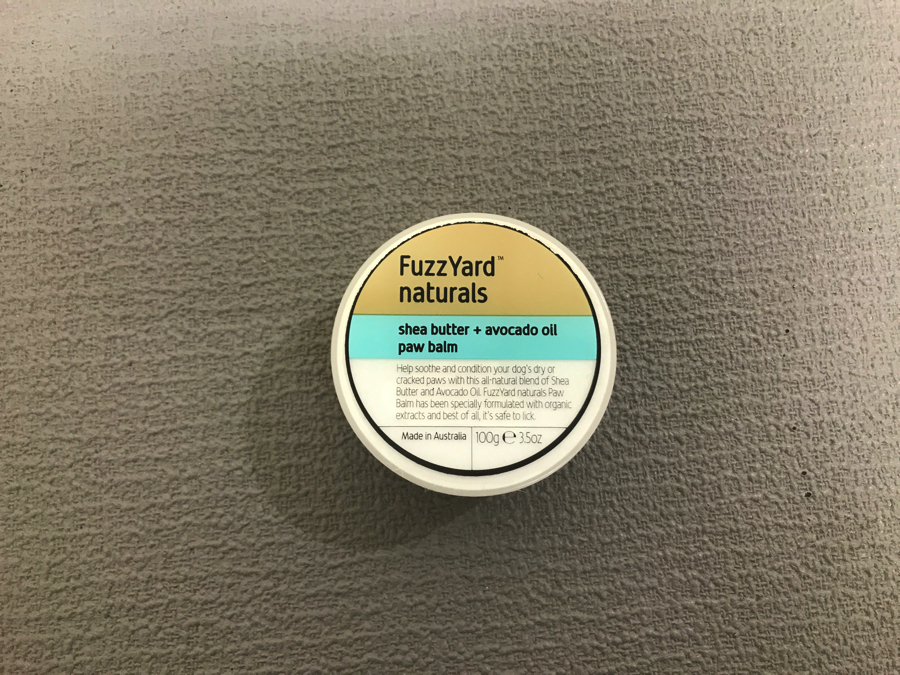 FuzzYard™
naturals
shea butter + avocado oil
paw balm
Help soothe and condition your dog's dry or
cracked paws with this all-natural blend of Shea
Butter and Avocado Oil. FuzzYard naturals Paw
Balm has been specially formulated with organic
extracts and best of all, it's safe to lick.
Made in Australia 100g ℮ 3.5oz